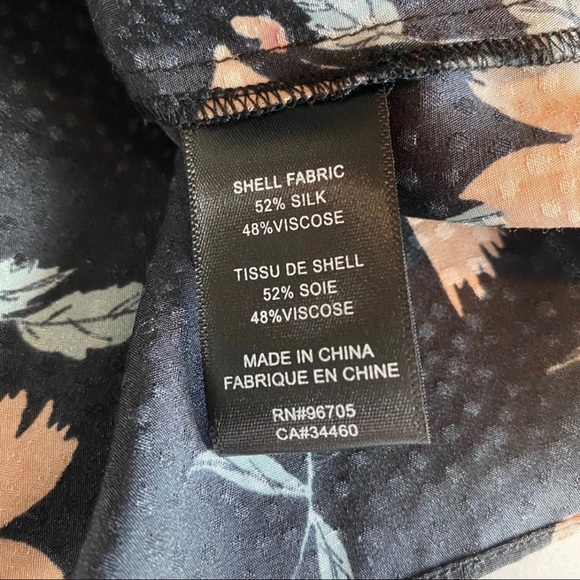 SHELL FABRIC
52% SILK
48%VISCOSE
TISSU DE SHELL
52% SOIE
48%VISCOSE
MADE IN CHINA
FABRIQUE EN CHINE
RN#96705
CA#34460